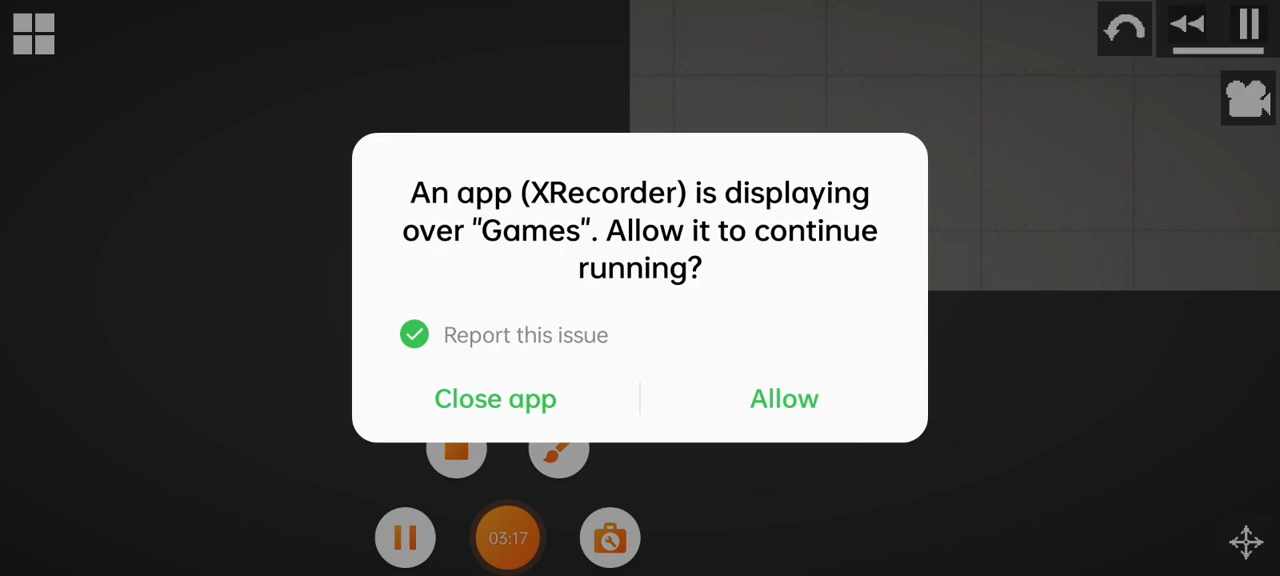 An app (XRecorder) is displaying
over "Games". Allow it to continue
running?
Report this issue
Close app
Allow
03:17